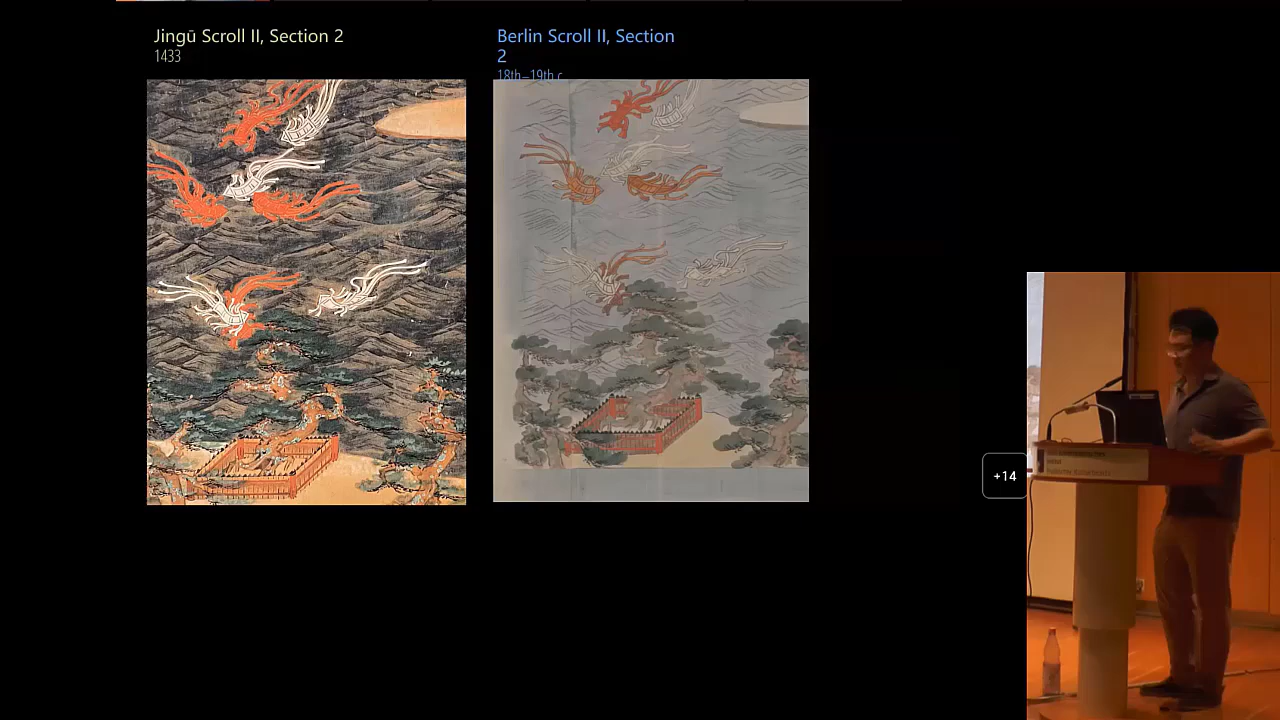 Jingū Scroll II, Section 2
1433
Berlin Scroll II, Section
2
18th–19th c
+14